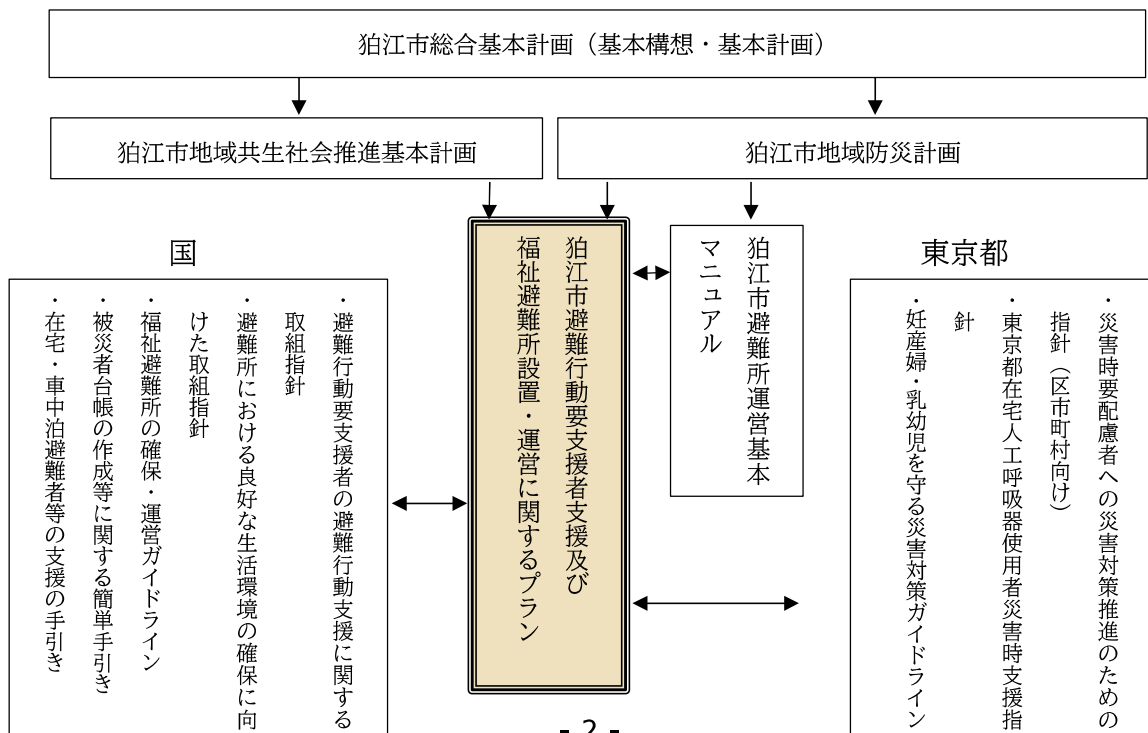 狛江市総合基本計画（基本構想・基本計画）
狛江市地域共生社会推進基本計画
狛江市地域防災計画
国
・避難行動要支援者の避難行動支援に関する
取組指針
・避難所における良好な生活環境の確保に向
けた取組指針
・福祉避難所の確保・運営ガイドライン
・被災者台帳の作成等に関する簡単手引き
・在宅・車中泊避難者等の支援の手引き
狛江市避難行動要支援者支援及び
福祉避難所設置・運営に関するプラン
狛江市避難所運営基本
マニュアル
東京都
・災害時要配慮者への災害対策推進のための
指針（区市町村向け）
・東京都在宅人工呼吸器使用者災害時支援指
針
・妊産婦・乳幼児を守る災害対策ガイドライン
- 2 -